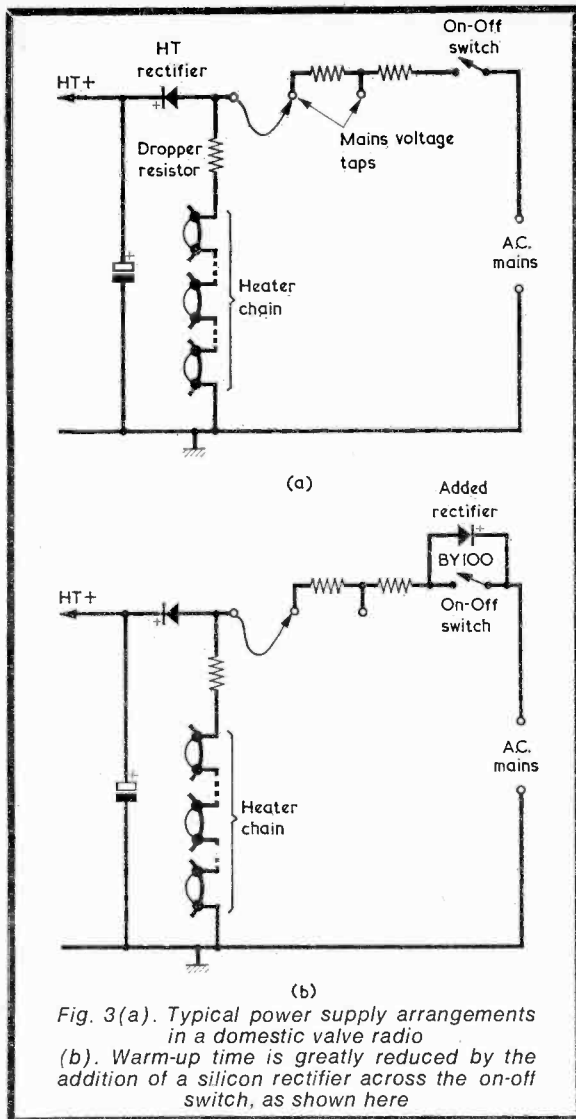 On-Off
switch
HT
rectifier
HT+
+
Dropper
resistor
Mains voltage
taps
+
A.C.
mains
Heater
chain
(a)
Added
rectifier
+
BY100
On-Off
switch
HT+
+
+
A.C.
mains
Heater
chain
(b)
Fig. 3(a). Typical power supply arrangements
in a domestic valve radio
(b). Warm-up time is greatly reduced by the
addition of a silicon rectifier across the on-off
switch, as shown here